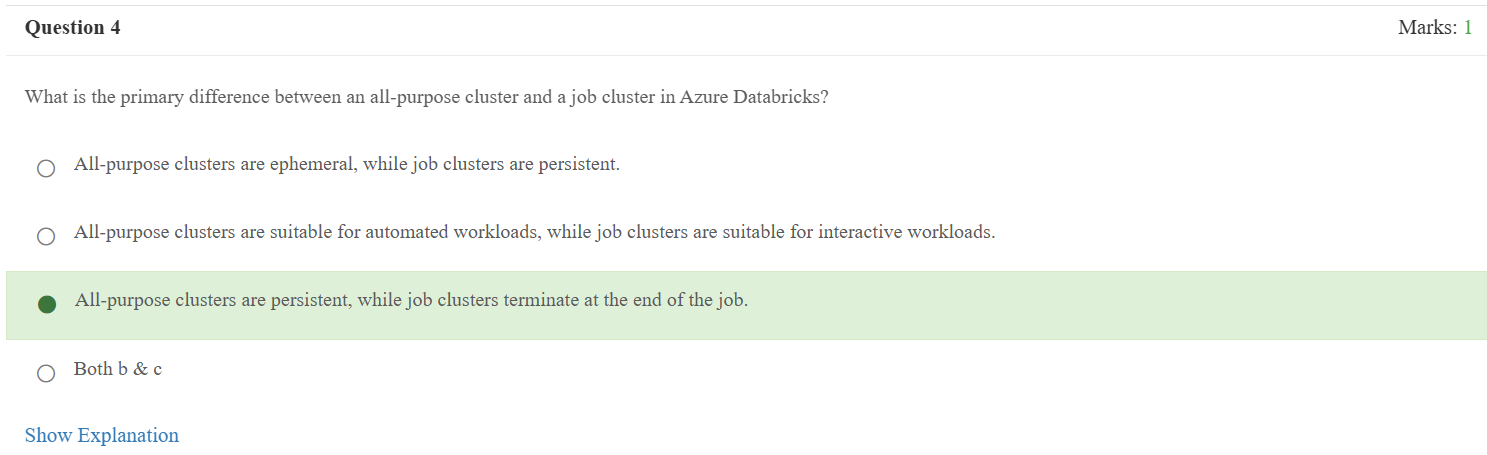 Question 4
Marks: 1
What is the primary difference between an all-purpose cluster and a job cluster in Azure Databricks?
All-purpose clusters are ephemeral, while job clusters are persistent.
All-purpose clusters are suitable for automated workloads, while job clusters are suitable for interactive workloads.
All-purpose clusters are persistent, while job clusters terminate at the end of the job.
Both b & c
Show Explanation